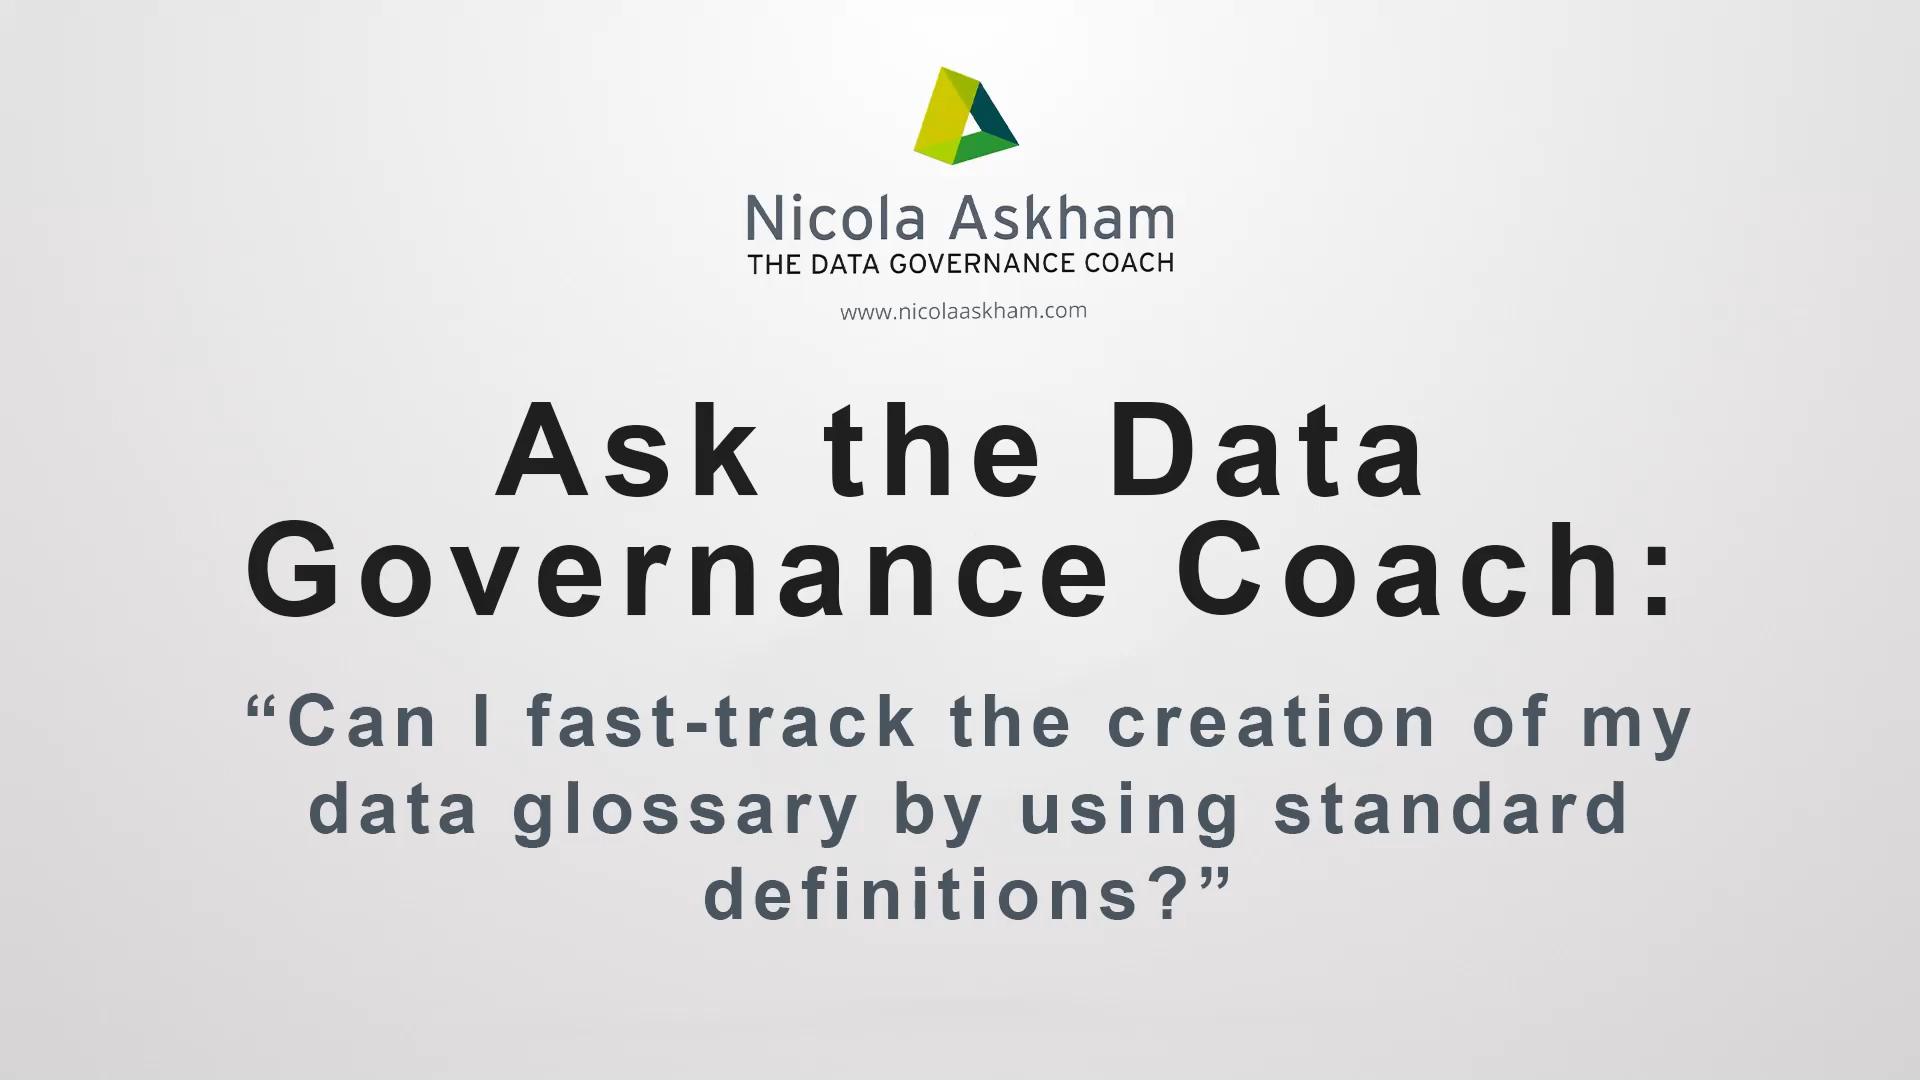 Nicola Askham
THE DATA GOVERNANCE COACH
www.nicolaaskham.com
Ask the Data
Governance Coach:
“Can I fast-track the creation of my
data glossary by using standard
definitions?”